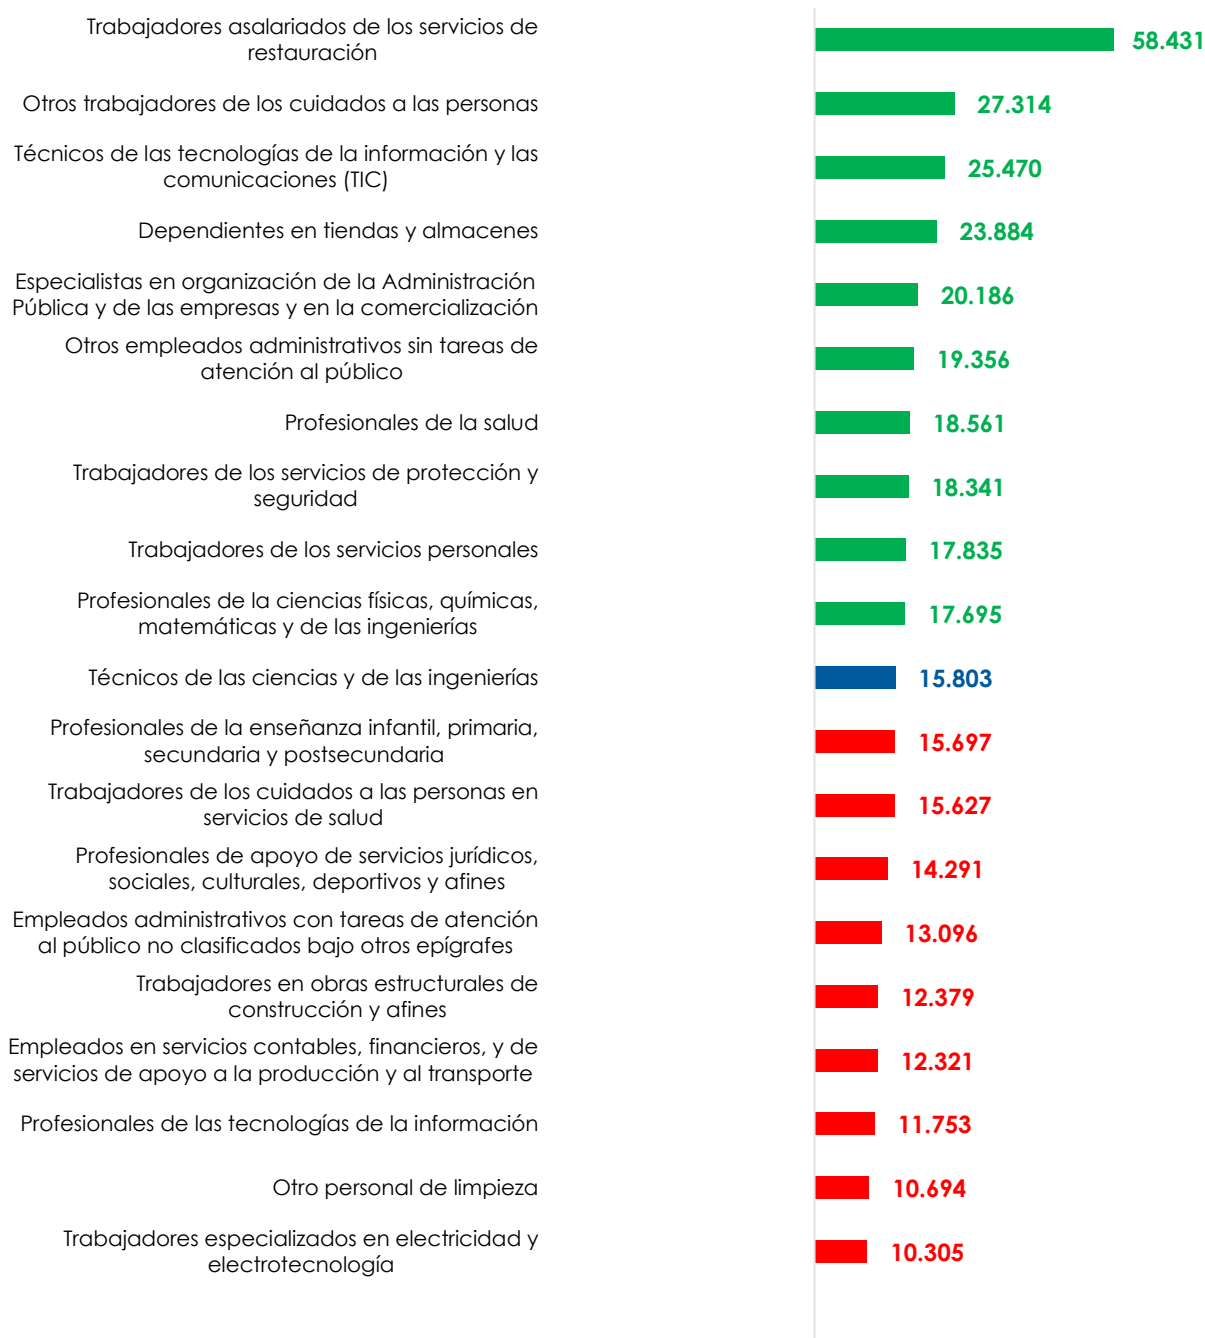 Trabajadores asalariados de los servicios de
restauración
58.431
Otros trabajadores de los cuidados a las personas
27.314
Técnicos de las tecnologías de la información y las
comunicaciones (TIC)
25.470
Dependientes en tiendas y almacenes
23.884
Especialistas en organización de la Administración
Pública y de las empresas y en la comercialización
20.186
Otros empleados administrativos sin tareas de
atención al público
19.356
Profesionales de la salud
18.561
Trabajadores de los servicios de protección y
seguridad
18.341
Trabajadores de los servicios personales
17.835
Profesionales de la ciencias físicas, químicas,
matemáticas y de las ingenierías
17.695
Técnicos de las ciencias y de las ingenierías
15.803
Profesionales de la enseñanza infantil, primaria,
secundaria y postsecundaria
15.697
Trabajadores de los cuidados a las personas en
servicios de salud
15.627
Profesionales de apoyo de servicios jurídicos,
sociales, culturales, deportivos y afines
14.291
Empleados administrativos con tareas de atención
al público no clasificados bajo otros epígrafes
13.096
Trabajadores en obras estructurales de
construcción y afines
12.379
Empleados en servicios contables, financieros, y de
servicios de apoyo a la producción y al transporte
12.321
Profesionales de las tecnologías de la información
11.753
Otro personal de limpieza
10.694
Trabajadores especializados en electricidad y
electrotecnología
10.305